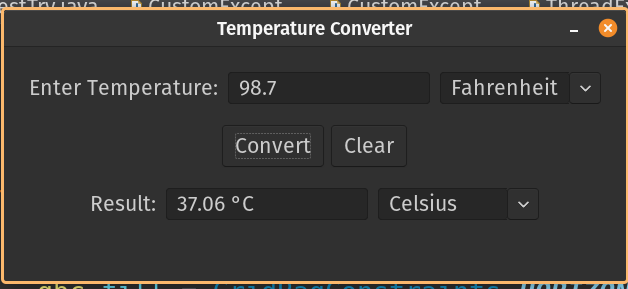 CustomExcept CustomExcept
Temperature Converter
Enter Temperature: 98.7 Fahrenheit
Convert Clear
Result: 37.06 °C Celsius